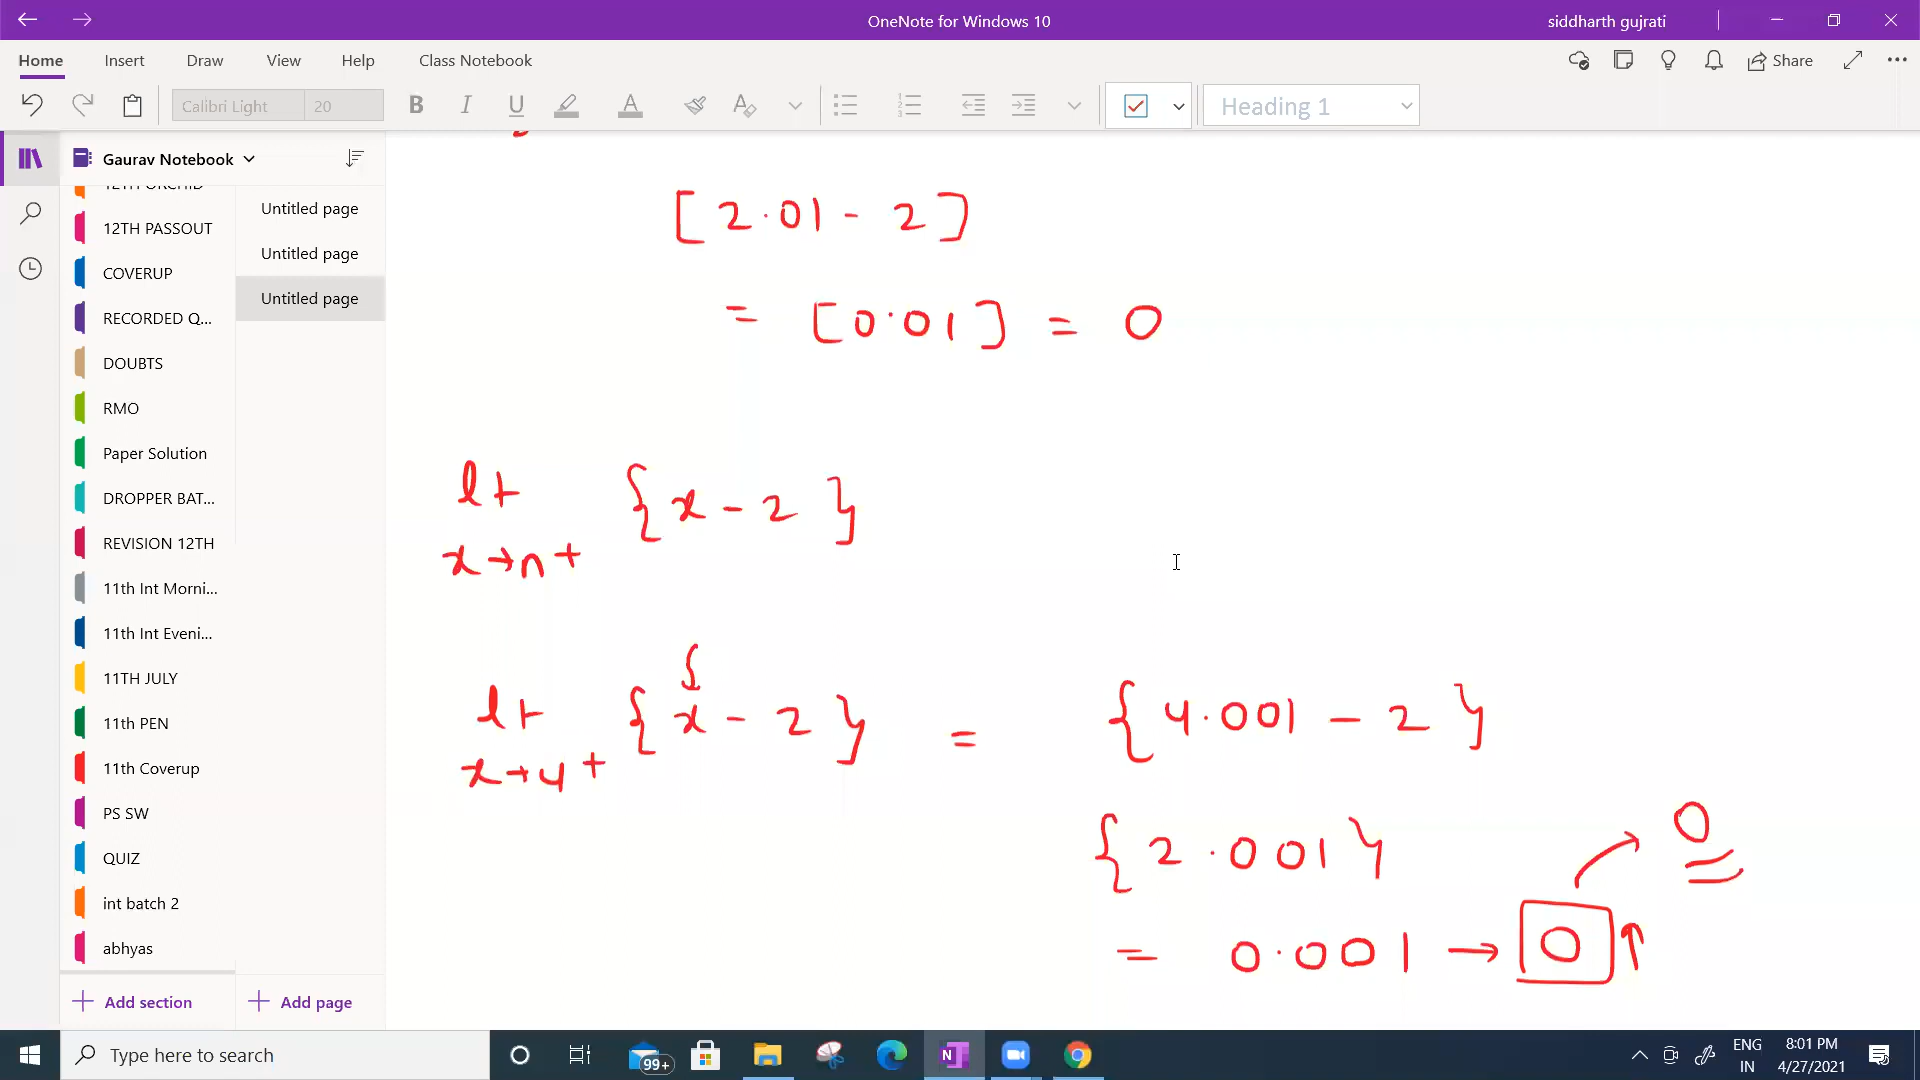 OneNote for Windows 10
siddharth gujrati
Home Insert Draw View Help Class Notebook
Share
Calibri Light 20
B I U A
Heading 1
Gaurav Notebook
12TH ORCHID
12TH PASSOUT
COVERUP
RECORDED Q...
DOUBTS
RMO
Paper Solution
DROPPER BAT...
REVISION 12TH
11th Int Morni...
11th Int Eveni...
11TH JULY
11th PEN
11th Coverup
PS SW
QUIZ
int batch 2
abhyas
Add section
Untitled page
Untitled page
Untitled page
Add page
[2.01 - 2]
= [0.01] = 0
lt {x - 2}
x→n+
lt {x - 2} = {4.001 - 2}
x→4+
{2.001}
0
= 0.001 → 0 ↑
Type here to search
99+
N
ENG
IN
8:01 PM
4/27/2021